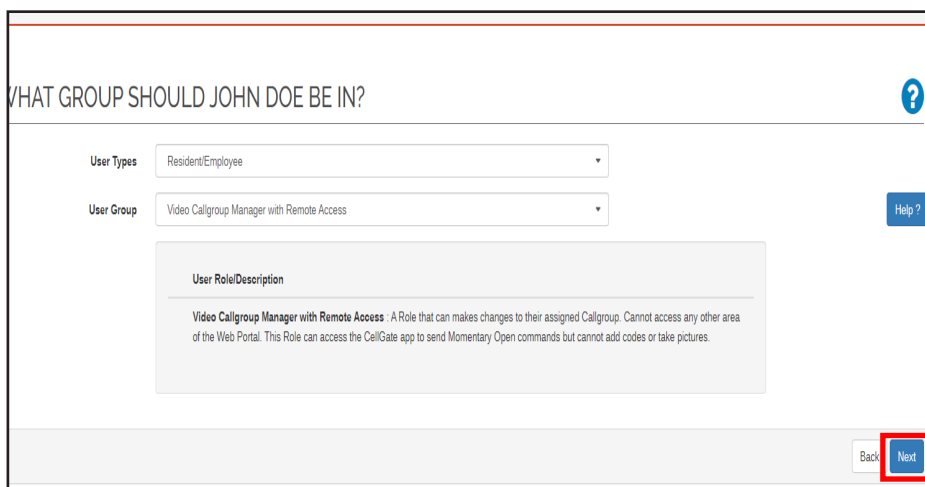 WHAT GROUP SHOULD JOHN DOE BE IN?
?
User Types
Resident/Employee
User Group
Video Callgroup Manager with Remote Access
Help ?
User Role/Description
Video Callgroup Manager with Remote Access : A Role that can makes changes to their assigned Callgroup. Cannot access any other area
of the Web Portal. This Role can access the CellGate app to send Momentary Open commands but cannot add codes or take pictures.
Back
Next